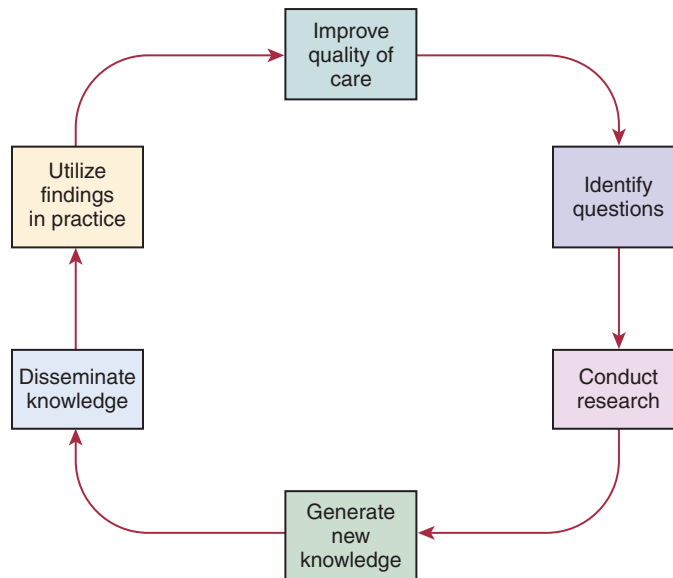 Improve
quality of
care
Identify
questions
Conduct
research
Generate
new
knowledge
Disseminate
knowledge
Utilize
findings
in practice